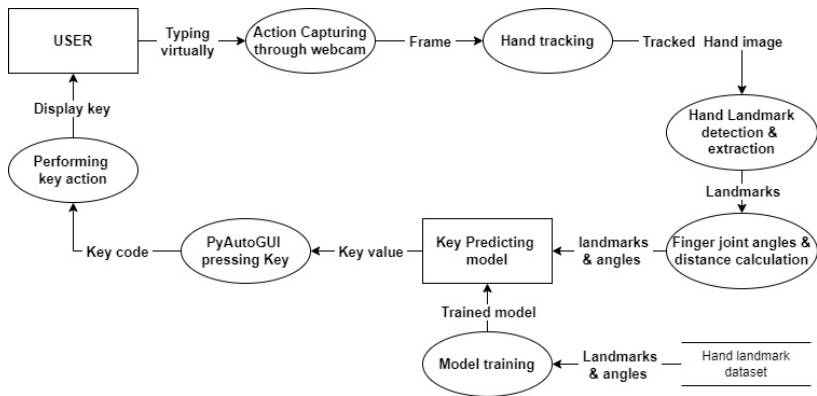 USER
Typing
virtually
Action Capturing
through webcam
Frame
Hand tracking
Tracked Hand image
Display key
Hand Landmark
detection &
extraction
Performing
key action
Landmarks
Key code
PyAutoGUI
pressing Key
Key value
Key Predicting
model
landmarks
& angles
Finger joint angles &
distance calculation
Trained model
Model training
Landmarks
& angles
Hand landmark
dataset